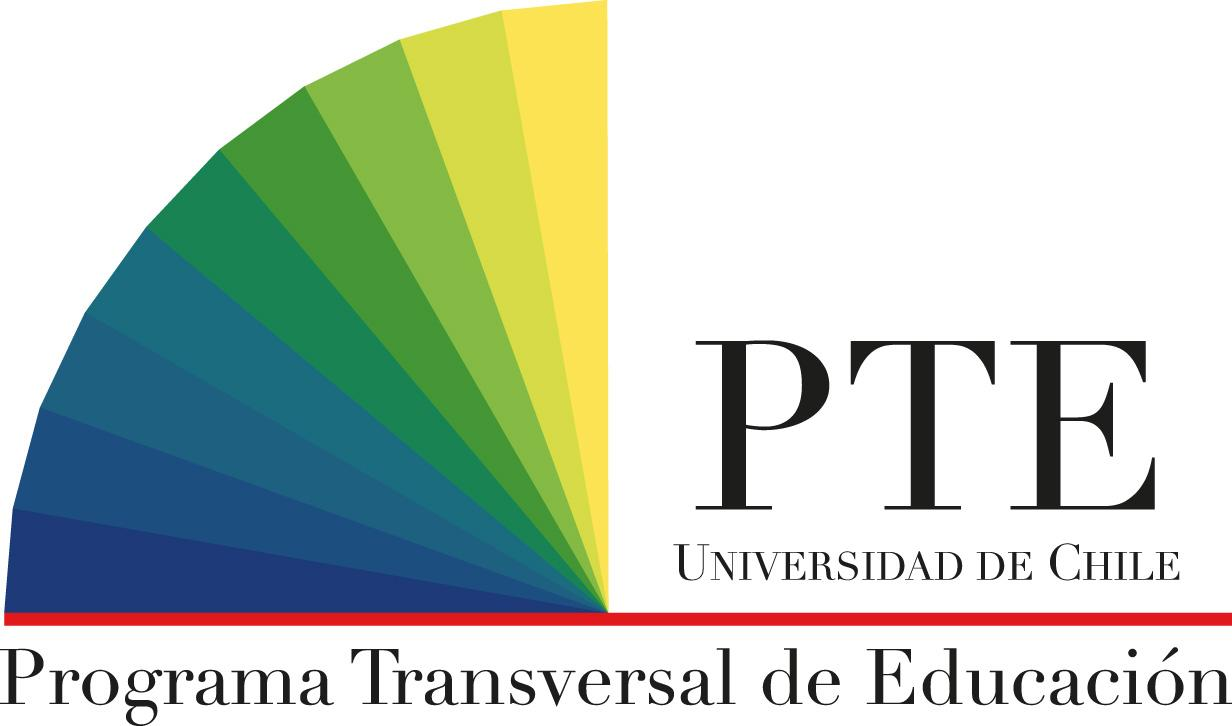 PTE
UNIVERSIDAD DE CHILE
Programa Transversal de Educación